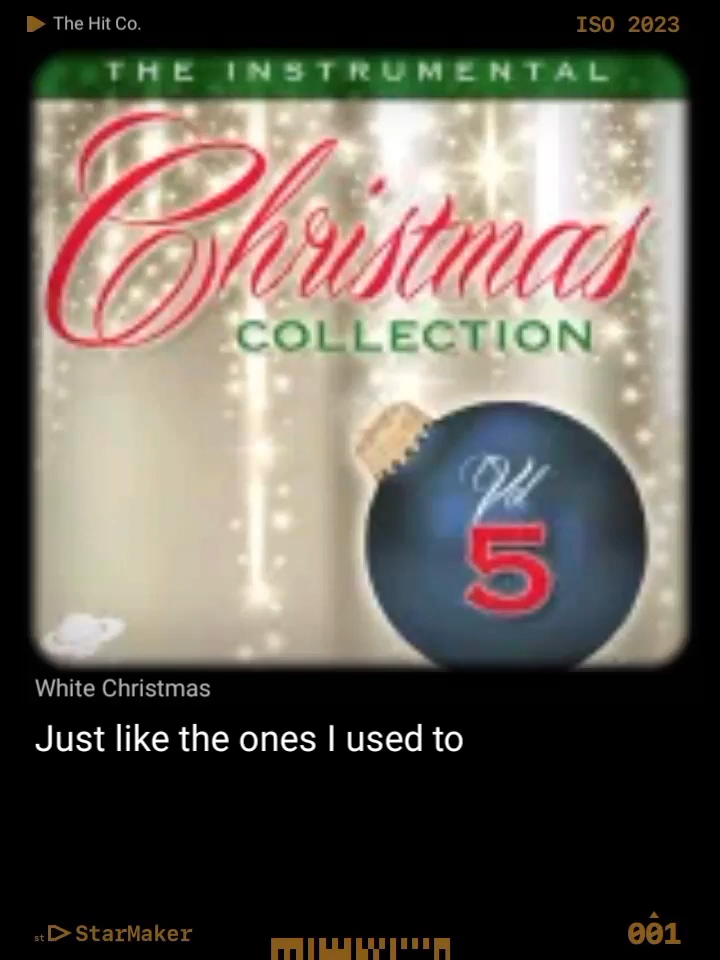 The Hit Co.
ISO 2023
THE INSTRUMENTAL
Christmas
COLLECTION
Vol
5
White Christmas
Just like the ones I used to
st StarMaker
001